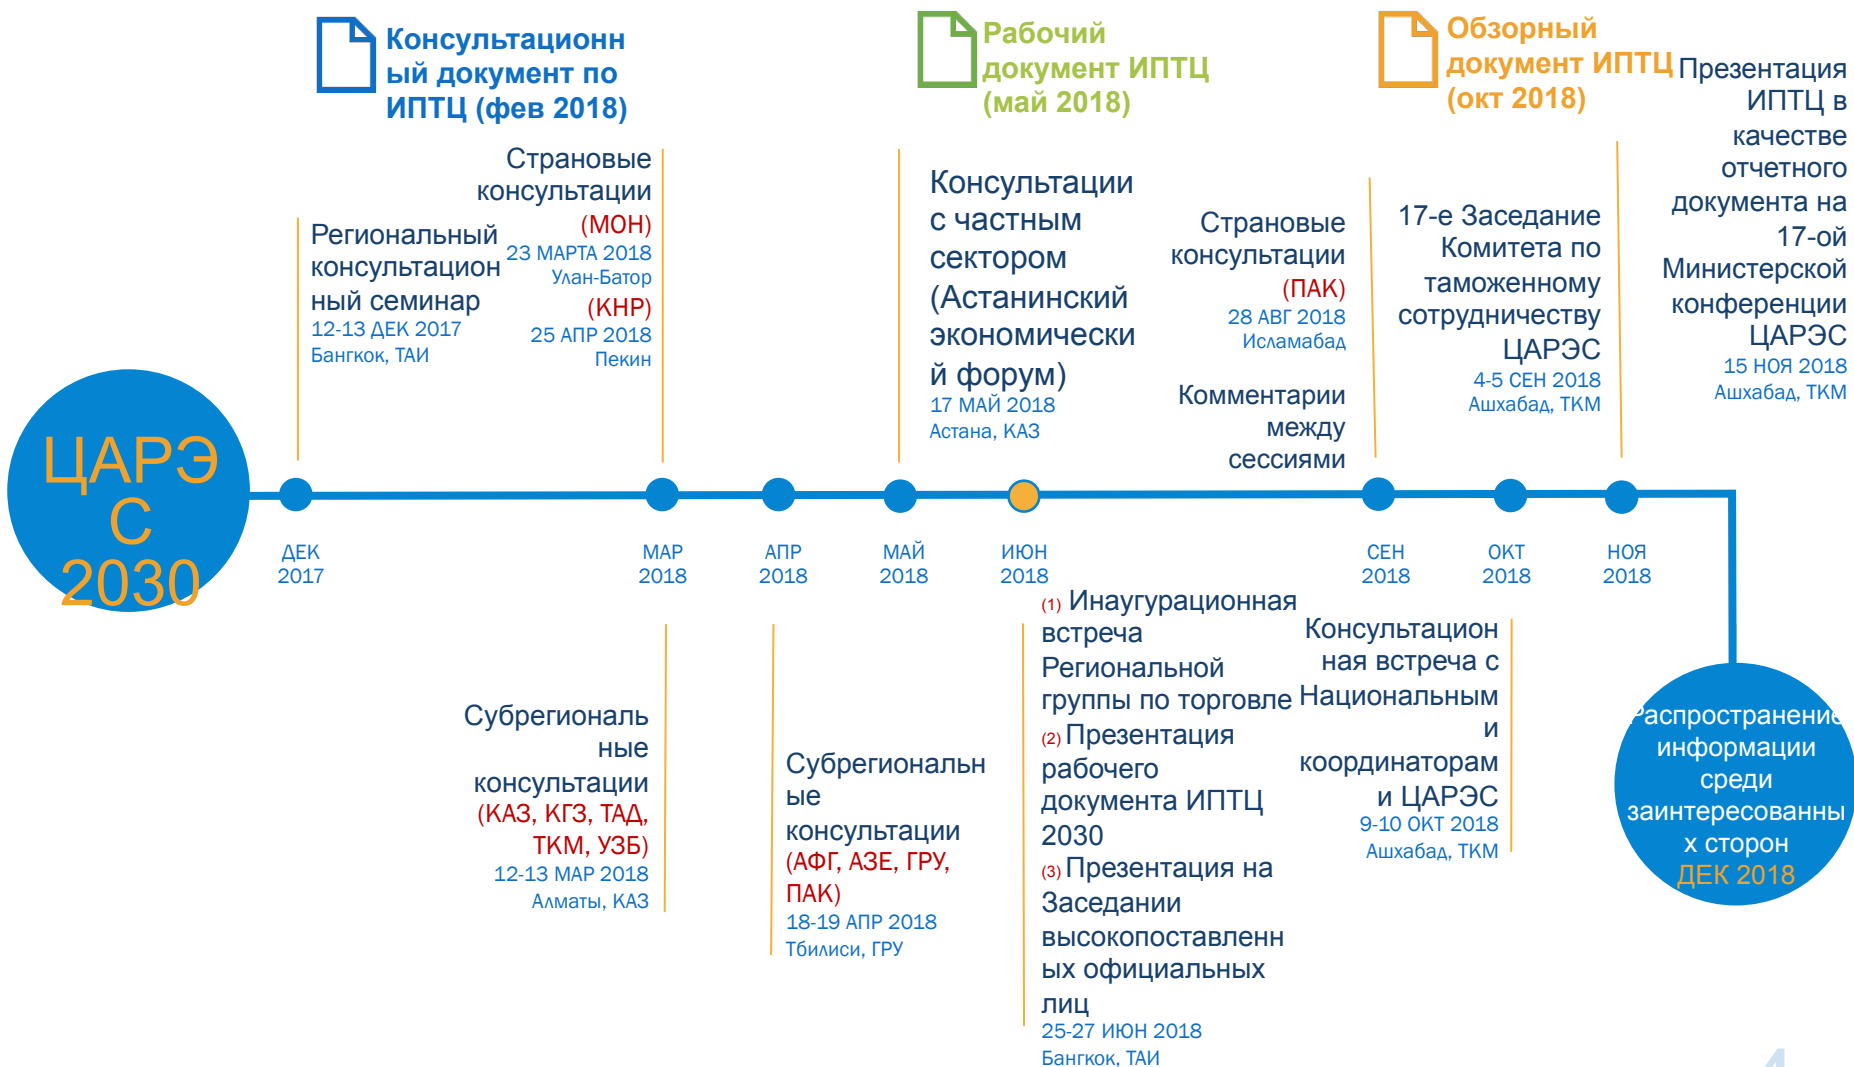 Консультационн
ый документ по
ИПТЦ (фев 2018)
Рабочий
документ ИПТЦ
(май 2018)
Обзорный
документ ИПТЦ
(окт 2018)
Презентация
ИПТЦ в
качестве
отчетного
документа на
17-ой
Министерской
конференции
ЦАРЭС
15 НОЯ 2018
Ашхабад, ТКМ
Региональный
консультацион
ный семинар
12-13 ДЕК 2017
Бангкок, ТАИ
Страновые
консультации
(МОН)
23 МАРТА 2018
Улан-Батор
(КНР)
25 АПР 2018
Пекин
Консультации
с частным
сектором
(Астанинский
экономически
й форум)
17 МАЙ 2018
Астана, КАЗ
Страновые
консультации
(ПАК)
28 АВГ 2018
Исламабад
Комментарии
между
сессиями
17-е Заседание
Комитета по
таможенному
сотрудничеству
ЦАРЭС
4-5 СЕН 2018
Ашхабад, ТКМ
ЦАРЭ
С
2030
ДЕК
2017
МАР
2018
АПР
2018
МАЙ
2018
ИЮН
2018
СЕН
2018
ОКТ
2018
НОЯ
2018
Субрегиональ
ные
консультации
(КАЗ, КГЗ, ТАД,
ТКМ, УЗБ)
12-13 МАР 2018
Алматы, КАЗ
Субрегиональн
ые
консультации
(АФГ, АЗЕ, ГРУ,
ПАК)
18-19 АПР 2018
Тбилиси, ГРУ
(1) Инаугурационная
встреча
Региональной
группы по торговле
(2) Презентация
рабочего
документа ИПТЦ
2030
(3) Презентация на
Заседании
высокопоставленн
ых официальных
лиц
25-27 ИЮН 2018
Бангкок, ТАИ
Консультацион
ная встреча с
Национальным
и
координаторам
и ЦАРЭС
9-10 ОКТ 2018
Ашхабад, ТКМ
Распространение
информации
среди
заинтересованны
х сторон
ДЕК 2018
4